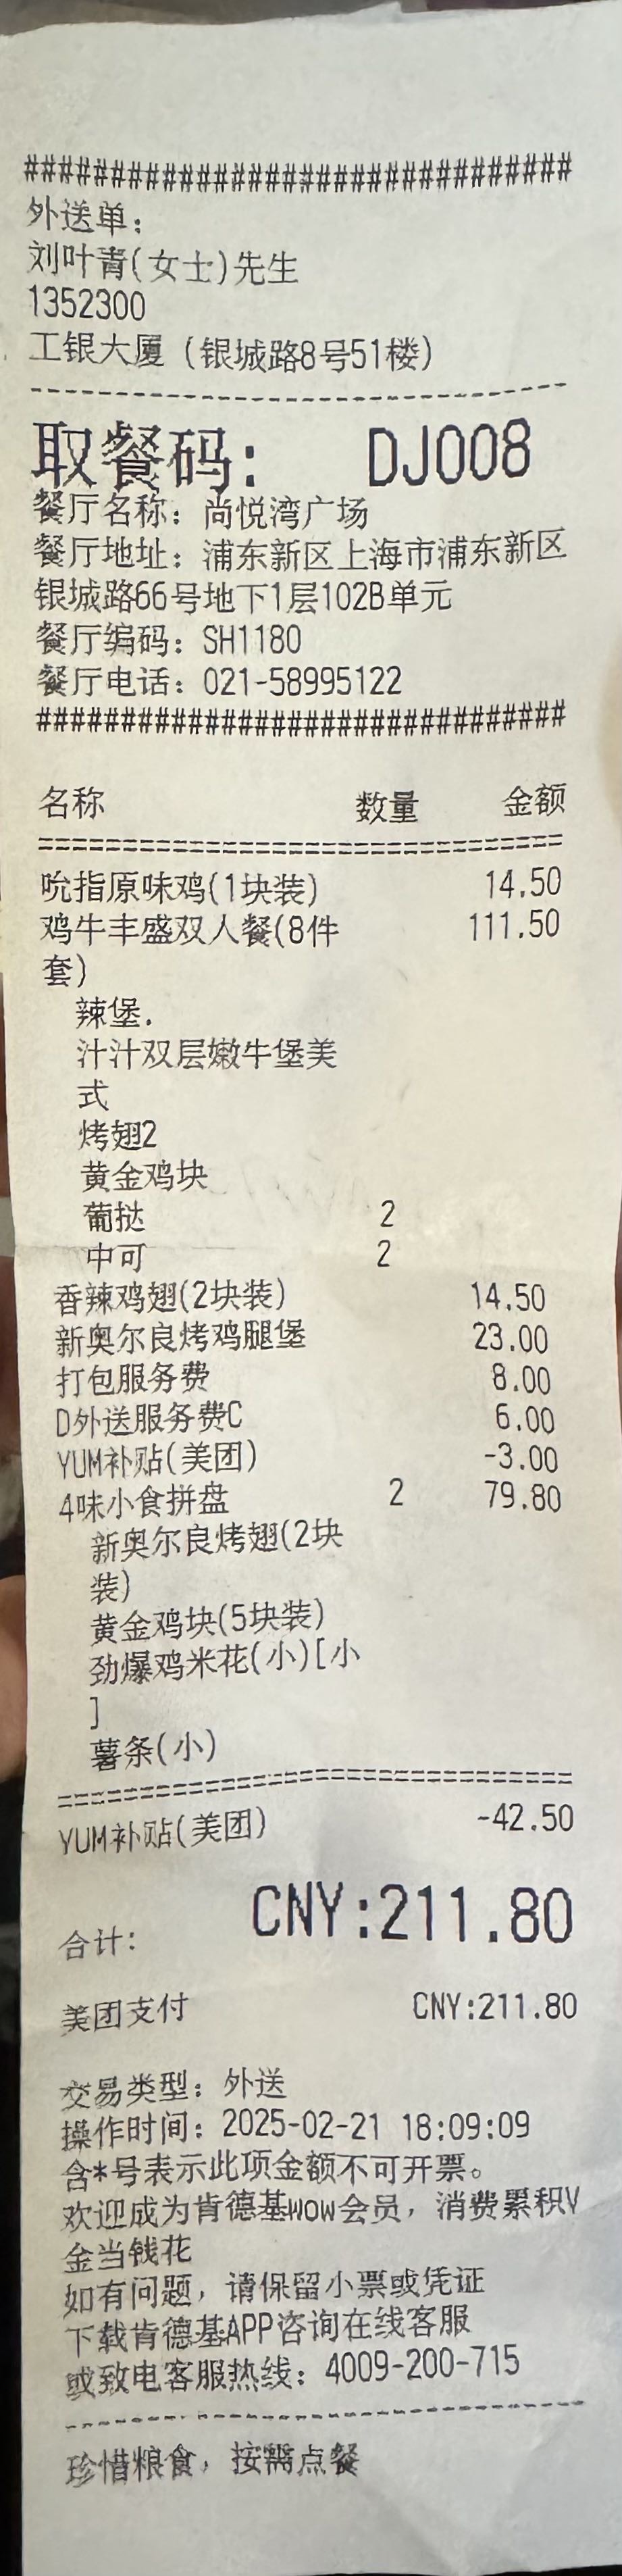 ################################
外送单：
刘叶青(女士)先生
1352300
工银大厦（银城路8号51楼）
--------------------------------
取餐码： DJ008
餐厅名称：尚悦湾广场
餐厅地址：浦东新区上海市浦东新区
银城路66号地下1层102B单元
餐厅编码：SH1180
餐厅电话：021-58995122
################################
名称 数量 金额
================================
吮指原味鸡(1块装) 14.50
鸡牛丰盛双人餐(8件 111.50
套)
辣堡.
汁汁双层嫩牛堡美
式
烤翅2
黄金鸡块
葡挞 2
中可 2
香辣鸡翅(2块装) 14.50
新奥尔良烤鸡腿堡 23.00
打包服务费 8.00
D外送服务费C 6.00
YUM补贴(美团) -3.00
4味小食拼盘 2 79.80
新奥尔良烤翅(2块
装)
黄金鸡块(5块装)
劲爆鸡米花(小)[小
]
薯条(小)
================================
YUM补贴(美团) -42.50
合计: CNY:211.80
美团支付 CNY:211.80
交易类型：外送
操作时间：2025-02-21 18:09:09
含*号表示此项金额不可开票。
欢迎成为肯德基WOW会员，消费累积V
金当钱花
如有问题，请保留小票或凭证
下载肯德基APP咨询在线客服
或致电客服热线：4009-200-715
--------------------------------
珍惜粮食，按需点餐